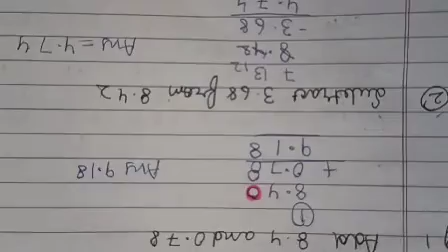 Add 8.4 and 0.78
1
8.40
+ 0.78 Ans 9.18
9.18
2 Subtract 3.68 from 8.42
7 13 12
8.42 Ans = 4.74
- 3.68
4.74